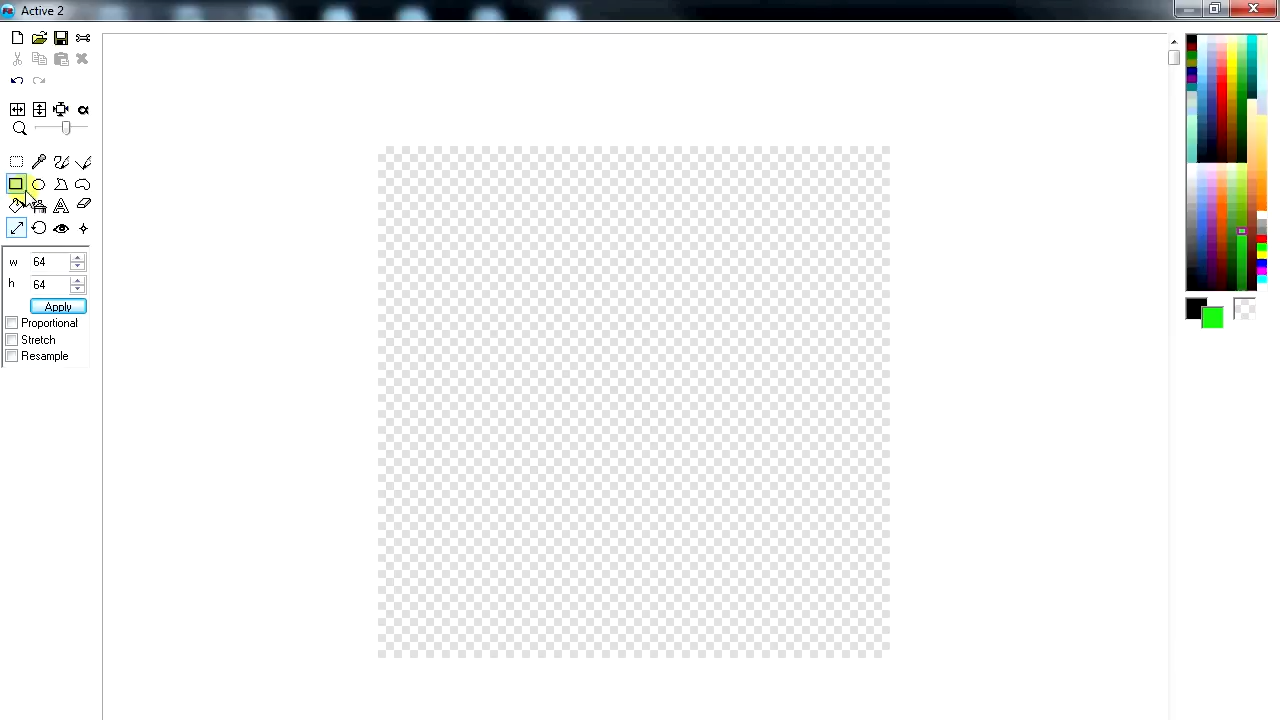 Active 2
w 64
h 64
Apply
Proportional
Stretch
Resample